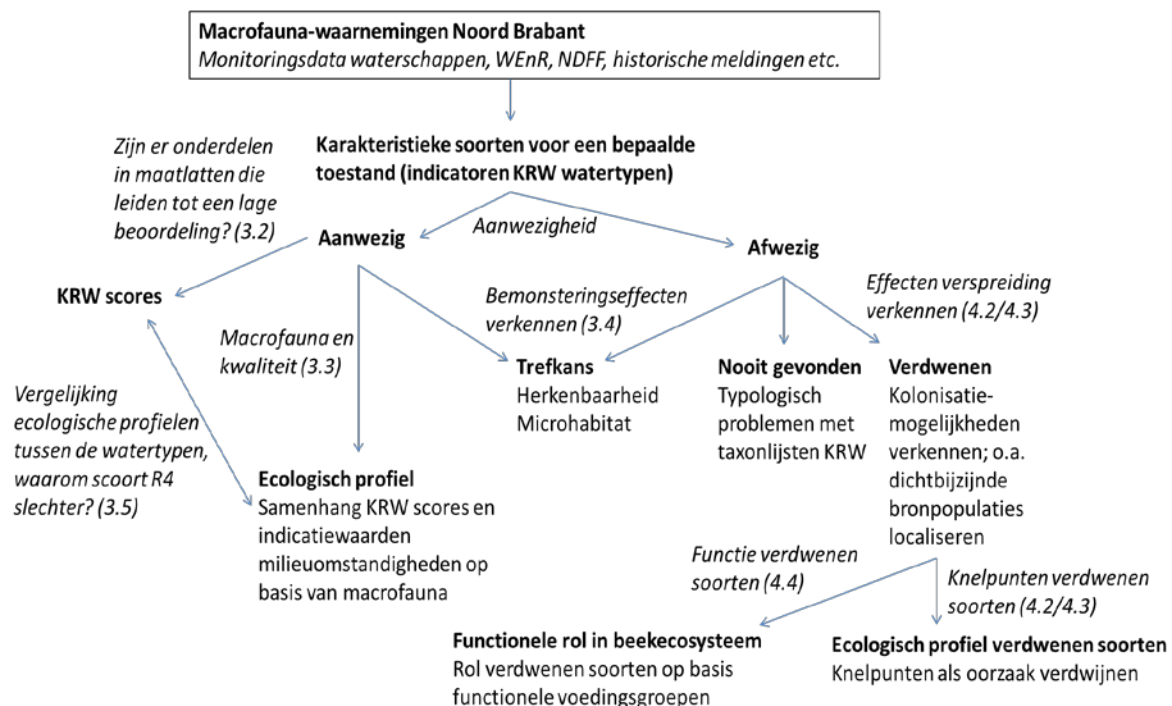 Macrofauna-waarnemingen Noord Brabant
Monitoringsdata waterschappen, WEnR, NDFF, historische meldingen etc.
Zijn er onderdelen
in maatlatten die
leiden tot een lage
beoordeling? (3.2)
Karakteristieke soorten voor een bepaalde
toestand (indicatoren KRW watertypen)
Aanwezig
Aanwezigheid
Afwezig
KRW scores
Macrofauna en
kwaliteit (3.3)
Bemonsteringseffecten
verkennen (3.4)
Effecten verspreiding
verkennen (4.2/4.3)
Vergelijking
ecologische profielen
tussen de watertypen,
waarom scoort R4
slechter? (3.5)
Trefkans
Herkenbaarheid
Microhabitat
Nooit gevonden
Typologisch
problemen met
taxonlijsten KRW
Verdwenen
Kolonisatie-
mogelijkheden
verkennen; o.a.
dichtbijzijnde
bronpopulaties
localiseren
Ecologisch profiel
Samenhang KRW scores en
indicatiewaarden
milieuomstandigheden op
basis van macrofauna
Functie verdwenen
soorten (4.4)
Knelpunten verdwenen
soorten (4.2/4.3)
Functionele rol in beekecosysteem
Rol verdwenen soorten op basis
functionele voedingsgroepen
Ecologisch profiel verdwenen soorten
Knelpunten als oorzaak verdwijnen